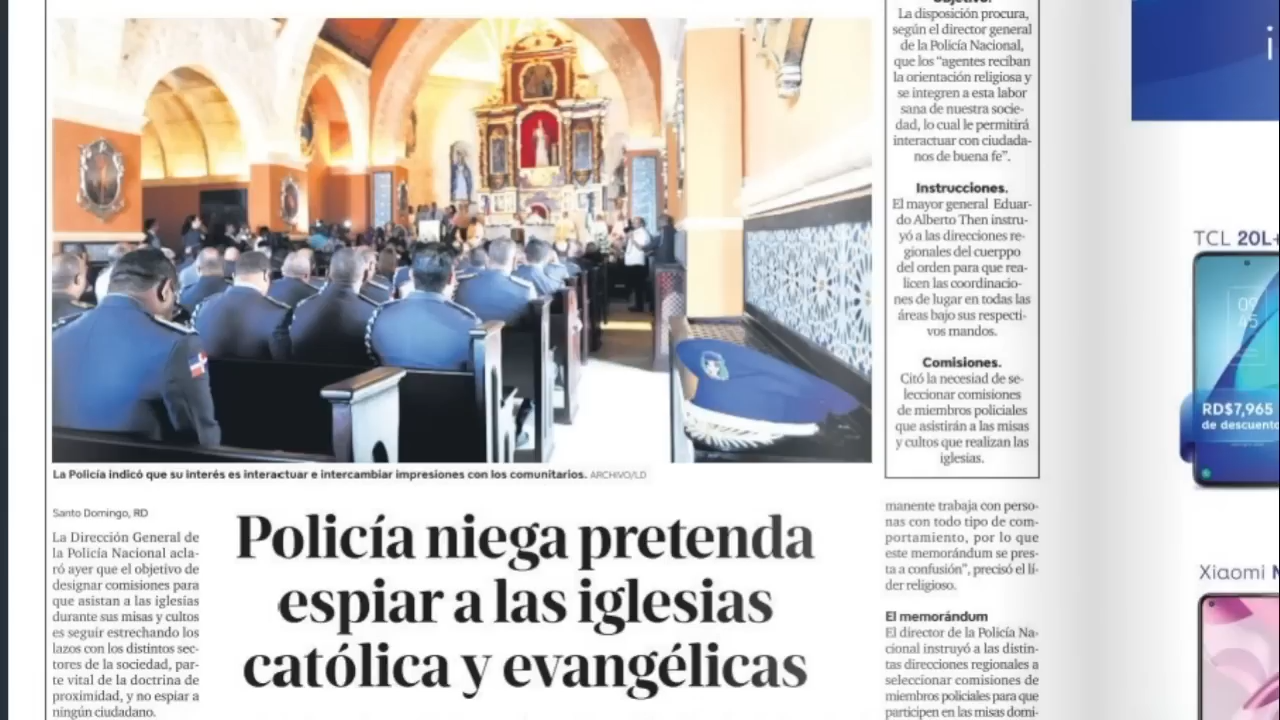 La Policía indicó que su interés es interactuar e intercambiar impresiones con los comunitarios. ARCHIVO/LD
Santo Domingo, RD
La Dirección General de
la Policía Nacional acla-
ró ayer que el objetivo de
designar comisiones para
que asistan a las iglesías
durante sus misas y cultos
es seguir estrechando los
lazos con los distintos sec-
tores de la sociedad, par-
te vital de la doctrina de
proximidad, y no espiar a
ningún ciudadano.
Policía niega pretenda
espiar a las iglesias
católica y evangélicas
Objetivo.
La disposición procura,
según el director general
de la Policía Nacional,
que los “agentes reciban
la orientación religiosa y
se integren a esta labor
sana de nuestra socie-
dad, lo cual le permitirá
interactuar con ciudada-
nos de buena fe”.
Instrucciones.
El mayor general Eduar-
do Alberto Then instru-
yó a las direcciones re-
gionales del cuerppo
del orden para que rea-
licen las coordinacio-
nes de lugar en todas las
áreas bajo sus respecti-
vos mandos.
Comisiones.
Citó la necesiad de se-
leccionar comisiones
de miembros policiales
que asistirán a las misas
y cultos que realizan las
iglesias.
manente trabaja con perso-
nas con todo tipo de com-
portamiento, por lo que
este memorándum se pres-
ta a confusión”, precisó el lí-
der religioso.
El memorándum
El director de la Policía Na-
cional instruyó a las distin-
tas direcciones regionales a
seleccionar comisiones de
miembros policiales para que
participen en las misas domi-
TCL 20L+
09
45
RD$7,965
de descuento
Xiaomi